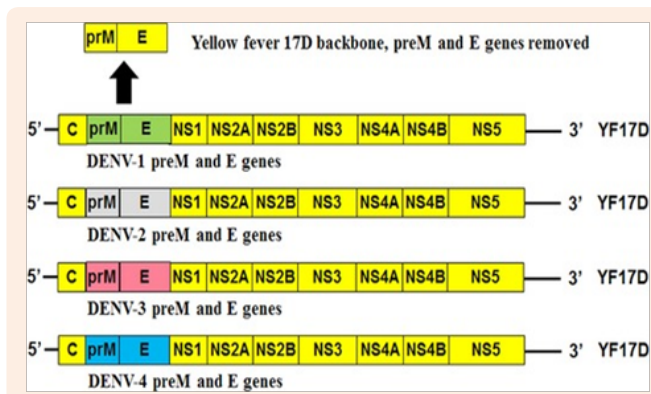 prM E Yellow fever 17D backbone, preM and E genes removed
5' C prM E NS1 NS2A NS2B NS3 NS4A NS4B NS5 3' YF17D
DENV-1 preM and E genes
5' C prM E NS1 NS2A NS2B NS3 NS4A NS4B NS5 3' YF17D
DENV-2 preM and E genes
5' C prM E NS1 NS2A NS2B NS3 NS4A NS4B NS5 3' YF17D
DENV-3 preM and E genes
5' C prM E NS1 NS2A NS2B NS3 NS4A NS4B NS5 3' YF17D
DENV-4 preM and E genes